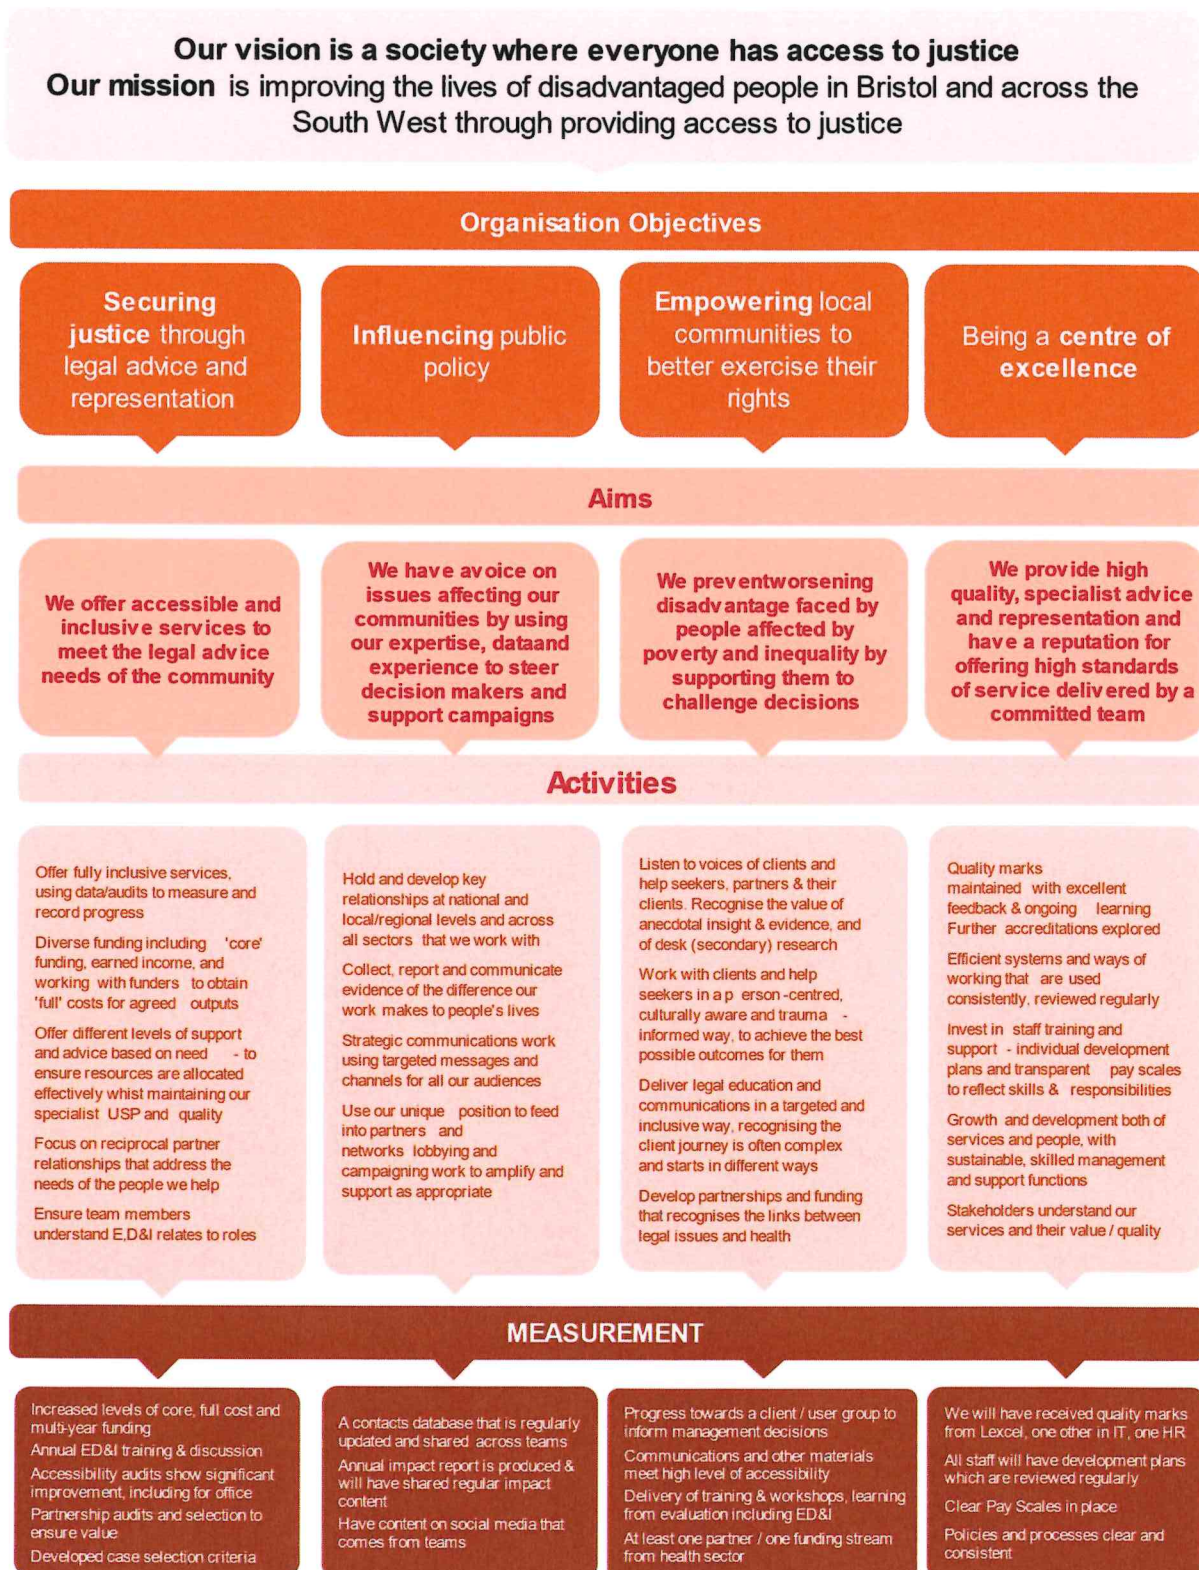 Our vision is a society where everyone has access to justice
Our mission is improving the lives of disadvantaged people in Bristol and across the
South West through providing access to justice
Organisation Objectives
Securing
justice through
legal advice and
representation
Influencing public
policy
Empowering local
communities to
better exercise their
rights
Being a centre of
excellence
Aims
We offer accessible and
inclusive services to
meet the legal advice
needs of the community
We have avoice on
issues affecting our
communities by using
our expertise, dataand
experience to steer
decision makers and
support campaigns
We preventworsening
disadvantage faced by
people affected by
poverty and inequality by
supporting them to
challenge decisions
We provide high
quality, specialist advice
and representation and
have a reputation for
offering high standards
of service delivered by a
committed team
Activities
Offer fully inclusive services,
using data/audits to measure and
record progress
Diverse funding including 'core'
funding, earned income, and
working with funders to obtain
'full' costs for agreed outputs
Offer different levels of support
and advice based on need - to
ensure resources are allocated
effectively whist maintaining our
specialist USP and quality
Focus on reciprocal partner
relationships that address the
needs of the people we help
Ensure team members
understand E,D&I relates to roles
Hold and develop key
relationships at national and
local/regional levels and across
all sectors that we work with
Collect, report and communicate
evidence of the difference our
work makes to people's lives
Strategic communications work
using targeted messages and
channels for all our audiences
Use our unique position to feed
into partners and
networks lobbying and
campaigning work to amplify and
support as appropriate
Listen to voices of clients and
help seekers, partners & their
clients. Recognise the value of
anecdotal insight & evidence, and
of desk (secondary) research
Work with clients and help
seekers in a p erson -centred,
culturally aware and trauma -
informed way, to achieve the best
possible outcomes for them
Deliver legal education and
communications in a targeted and
inclusive way, recognising the
client journey is often complex
and starts in different ways
Develop partnerships and funding
that recognises the links between
legal issues and health
Quality marks
maintained with excellent
feedback & ongoing learning
Further accreditations explored
Efficient systems and ways of
working that are used
consistently, reviewed regularly
Invest in staff training and
support - individual development
plans and transparent pay scales
to reflect skills & responsibilities
Growth and development both of
services and people, with
sustainable, skilled management
and support functions
Stakeholders understand our
services and their value / quality
MEASUREMENT
Increased levels of core, full cost and
multi-year funding
Annual ED&I training & discussion
Accessibility audits show significant
improvement, including for office
Partnership audits and selection to
ensure value
Developed case selection criteria
A contacts database that is regularly
updated and shared across teams
Annual impact report is produced &
will have shared regular impact
content
Have content on social media that
comes from teams
Progress towards a client / user group to
inform management decisions
Communications and other materials
meet high level of accessibility
Delivery of training & workshops, learning
from evaluation including ED&I
At least one partner / one funding stream
from health sector
We will have received quality marks
from Lexcel, one other in IT, one HR
All staff will have development plans
which are reviewed regularly
Clear Pay Scales in place
Policies and processes clear and
consistent